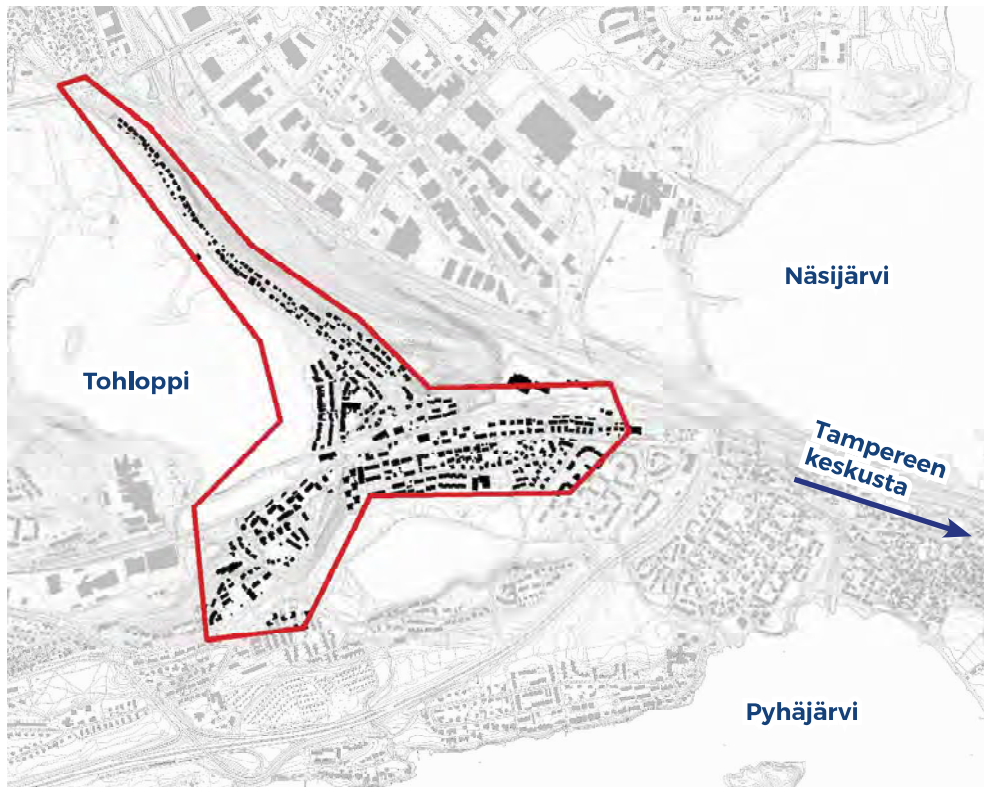 Näsijärvi
Tohloppi
Tampereen
keskusta
Pyhäjärvi